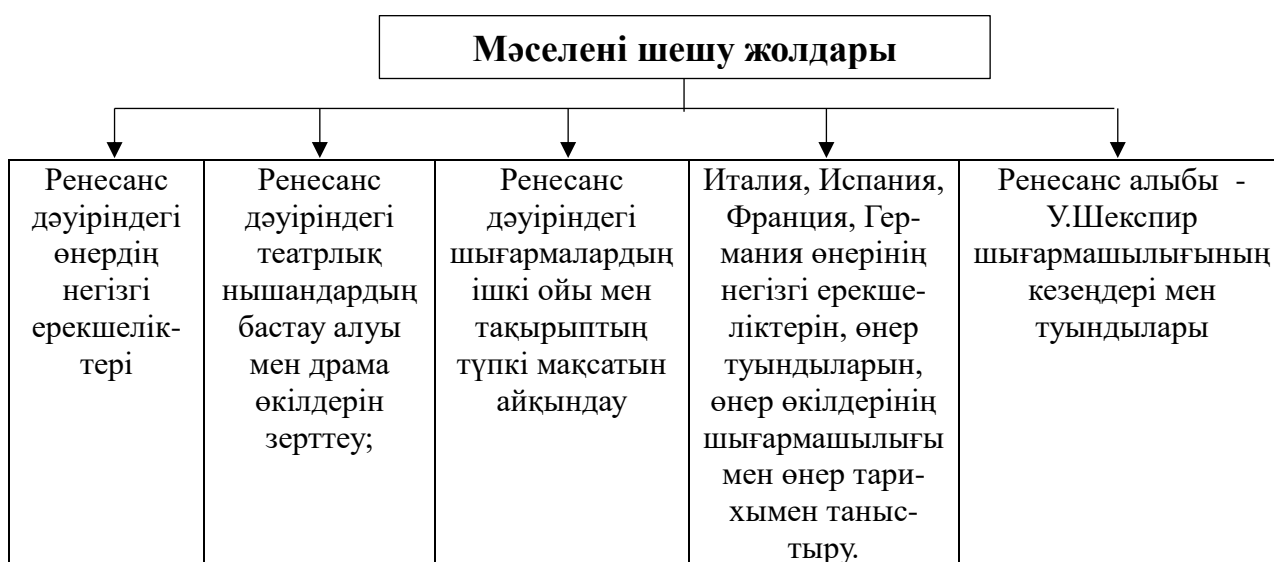 Мәселені шешу жолдары
Ренесанс
дәуіріндегі
өнердің
негізгі
ерекшелік-
тері
Ренесанс
дәуіріндегі
театрлық
нышандардың
бастау алуы
мен драма
өкілдерін
зерттеу;
Ренесанс
дәуіріндегі
шығармалардың
ішкі ойы мен
тақырыптың
түпкі мақсатын
айқындау
Италия, Испания,
Франция, Гер-
мания өнерінің
негізгі ерекше-
ліктерін, өнер
туындыларын,
өнер өкілдерінің
шығармашылығы
мен өнер тари-
хымен таныс-
тыру.
Ренесанс алыбы -
У.Шекспир
шығармашылығының
кезеңдері мен
туындылары